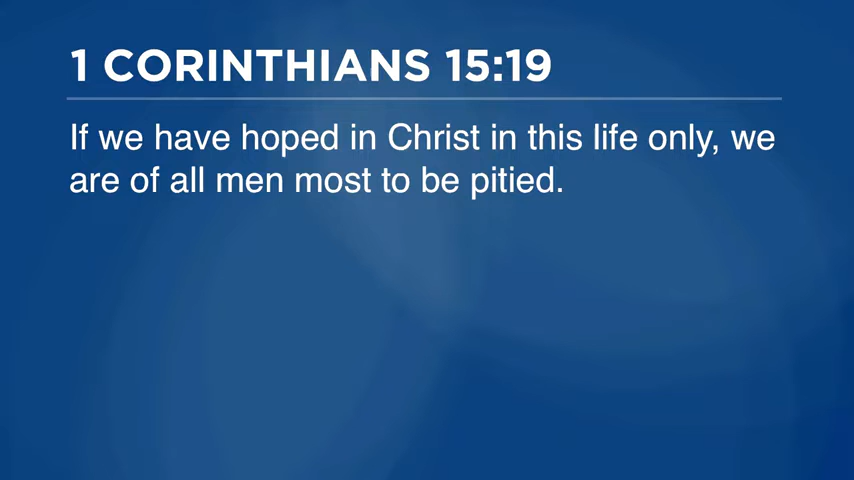 1 CORINTHIANS 15:19
If we have hoped in Christ in this life only, we
are of all men most to be pitied.